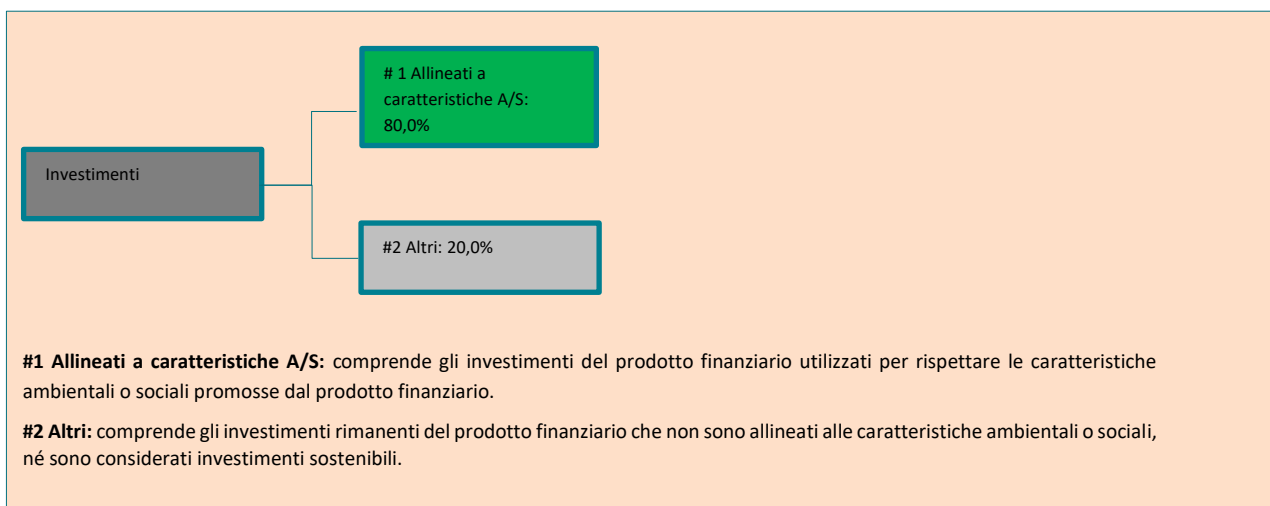 # 1 Allineati a
caratteristiche A/S:
80,0%
Investimenti
#2 Altri: 20,0%
#1 Allineati a caratteristiche A/S: comprende gli investimenti del prodotto finanziario utilizzati per rispettare le caratteristiche
ambientali o sociali promosse dal prodotto finanziario.
#2 Altri: comprende gli investimenti rimanenti del prodotto finanziario che non sono allineati alle caratteristiche ambientali o sociali,
né sono considerati investimenti sostenibili.